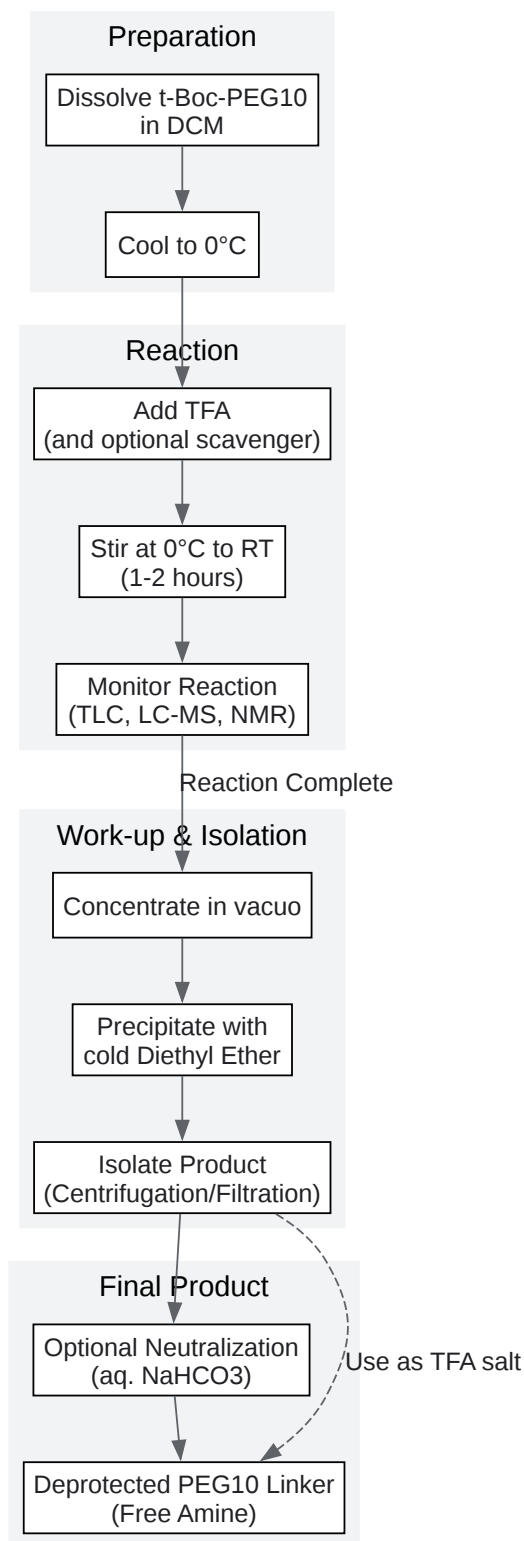 Preparation
Dissolve t-Boc-PEG10
in DCM
Cool to 0°C
Reaction
Add TFA
(and optional scavenger)
Stir at 0°C to RT
(1-2 hours)
Monitor Reaction
(TLC, LC-MS, NMR)
Reaction Complete
Work-up & Isolation
Concentrate in vacuo
Precipitate with
cold Diethyl Ether
Isolate Product
(Centrifugation/Filtration)
Final Product
Optional Neutralization
(aq. NaHCO3)
Use as TFA salt
Deprotected PEG10 Linker
(Free Amine)